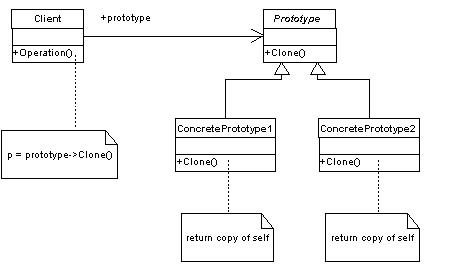 Client
+prototype
Prototype
+Operation()
+Clone()
ConcretePrototype1
ConcretePrototype2
+Clone()
+Clone()
p = prototype->Clone()
return copy of self
return copy of self